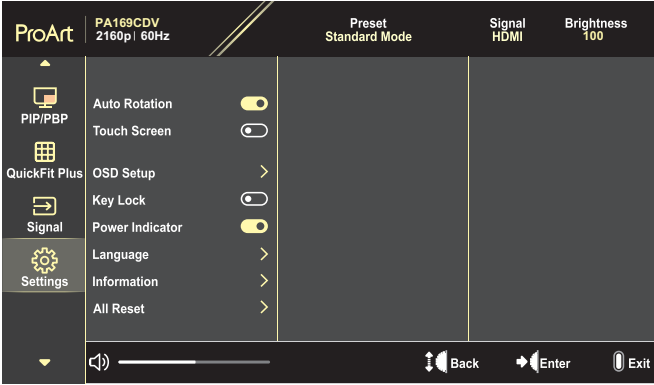 ProArt
PA169CDV
2160p| 60Hz
Preset
Standard Mode
Signal
HDMI
Brightness
100
PIP/PBP
QuickFit Plus
Signal
Settings
Auto Rotation
Touch Screen
OSD Setup
Key Lock
Power Indicator
Language
Information
All Reset
Back
Enter
Exit